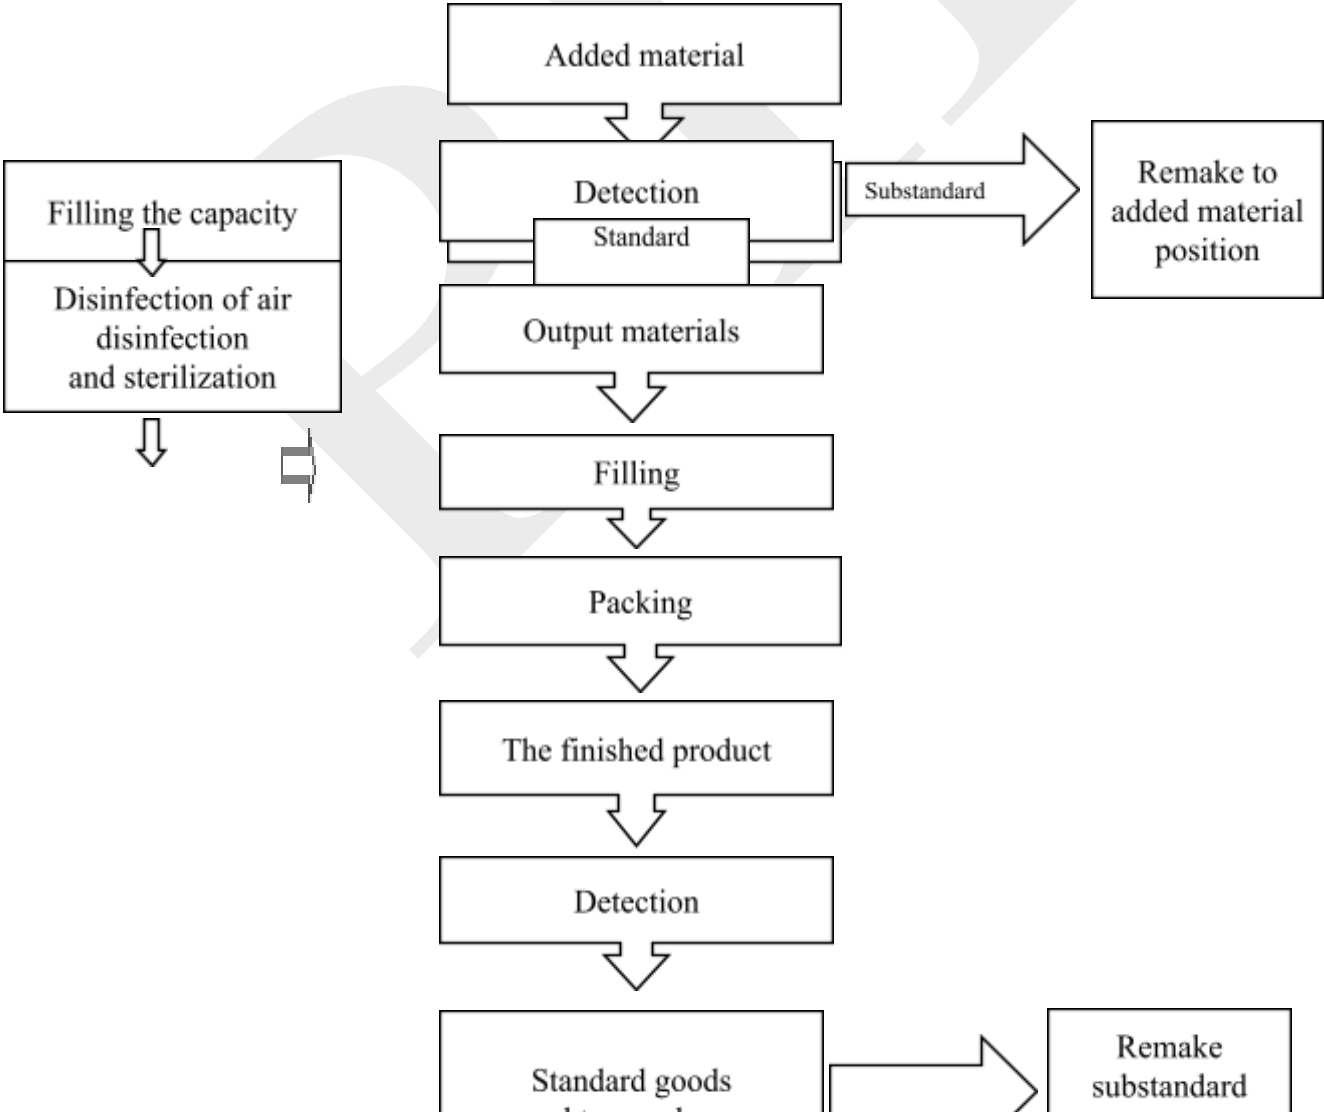 Added material
Detection
Substandard
Remake to
added material
position
Standard
Filling the capacity
Disinfection of air
disinfection
and sterilization
Output materials
Filling
Packing
The finished product
Detection
Standard goods
Remake
substandard